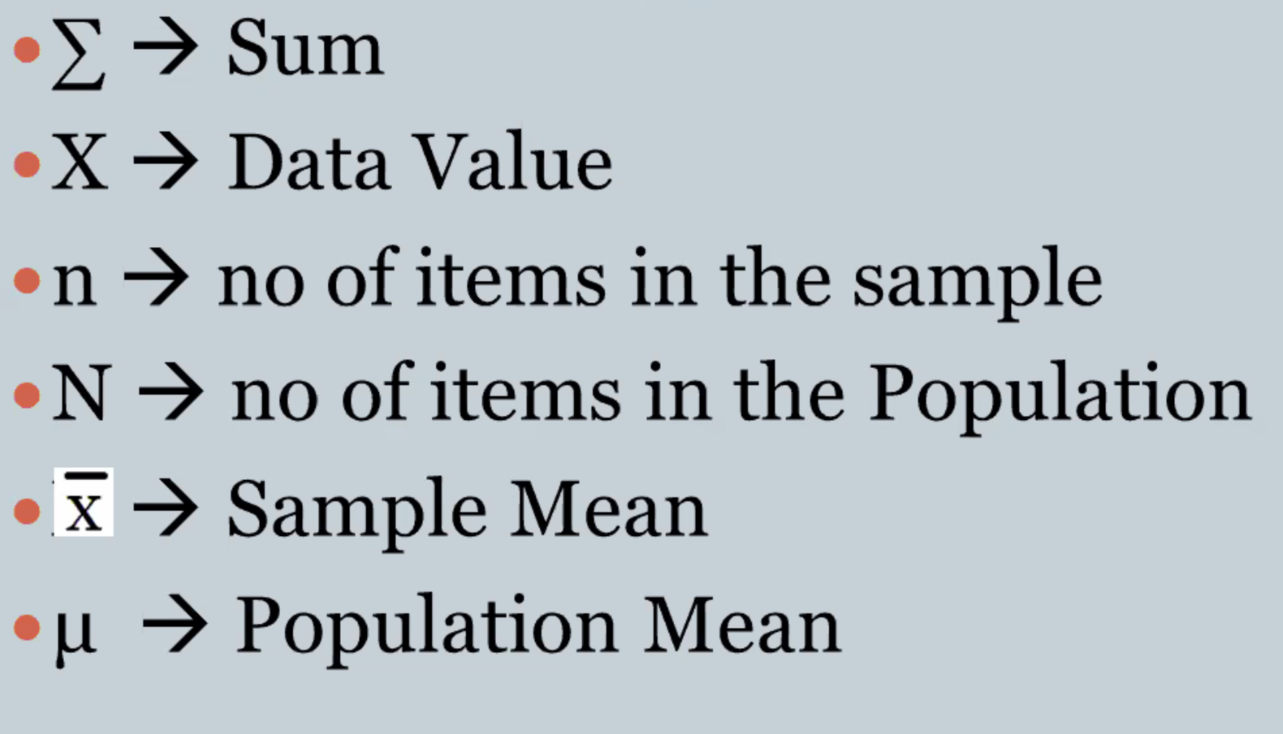 • ∑ → Sum
• X → Data Value
• n → no of items in the sample
• N → no of items in the Population
• x̅ → Sample Mean
• µ → Population Mean